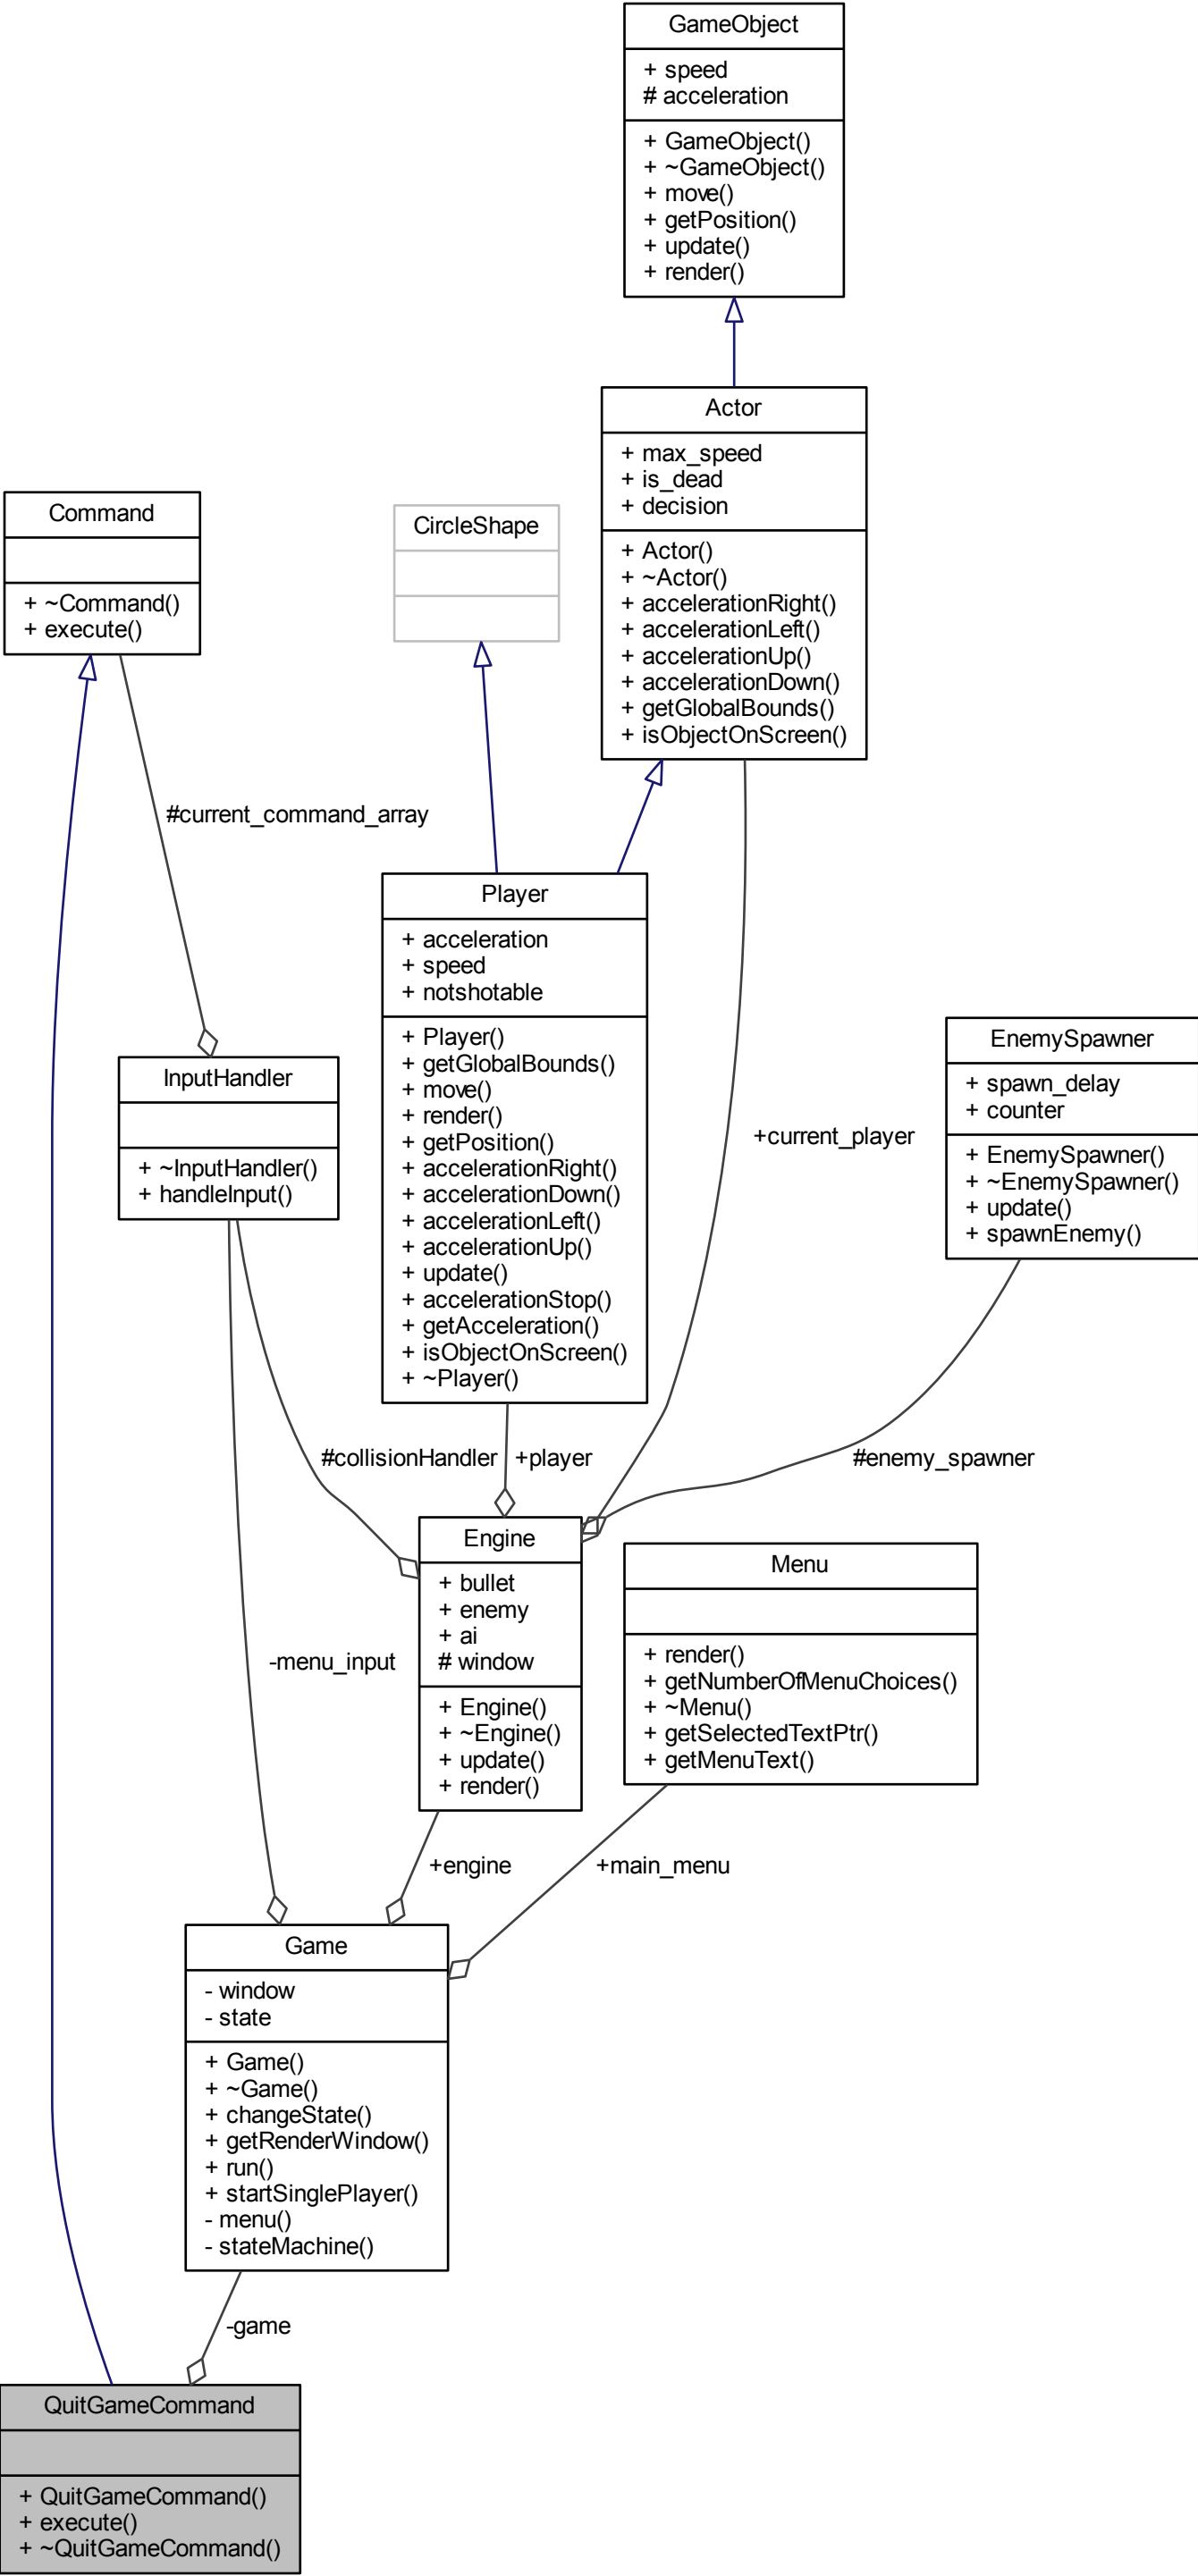 GameObject
+ speed
# acceleration
+ GameObject()
+ ~GameObject()
+ move()
+ getPosition()
+ update()
+ render()
Actor
+ max_speed
+ is_dead
+ decision
+ Actor()
+ ~Actor()
+ accelerationRight()
+ accelerationLeft()
+ accelerationUp()
+ accelerationDown()
+ getGlobalBounds()
+ isObjectOnScreen()
Command
+ ~Command()
+ execute()
CircleShape
#current_command_array
Player
+ acceleration
+ speed
+ notshotable
+ Player()
+ getGlobalBounds()
+ move()
+ render()
+ getPosition()
+ accelerationRight()
+ accelerationDown()
+ accelerationLeft()
+ accelerationUp()
+ update()
+ accelerationStop()
+ getAcceleration()
+ isObjectOnScreen()
+ ~Player()
InputHandler
+ ~InputHandler()
+ handleInput()
+current_player
EnemySpawner
+ spawn_delay
+ counter
+ EnemySpawner()
+ ~EnemySpawner()
+ update()
+ spawnEnemy()
#collisionHandler
+player
#enemy_spawner
Engine
+ bullet
+ enemy
+ ai
# window
+ Engine()
+ ~Engine()
+ update()
+ render()
Menu
+ render()
+ getNumberOfMenuChoices()
+ ~Menu()
+ getSelectedTextPtr()
+ getMenuText()
-menu_input
+engine
+main_menu
Game
- window
- state
+ Game()
+ ~Game()
+ changeState()
+ getRenderWindow()
+ run()
+ startSinglePlayer()
- menu()
- stateMachine()
-game
QuitGameCommand
+ QuitGameCommand()
+ execute()
+ ~QuitGameCommand()